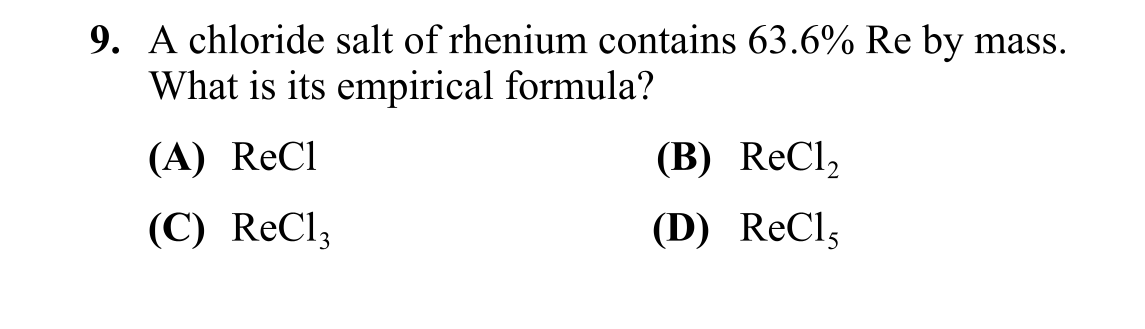 9. A chloride salt of rhenium contains 63.6% Re by mass.
What is its empirical formula?
(A) ReCl (B) ReCl₂
(C) ReCl₃ (D) ReCl₅